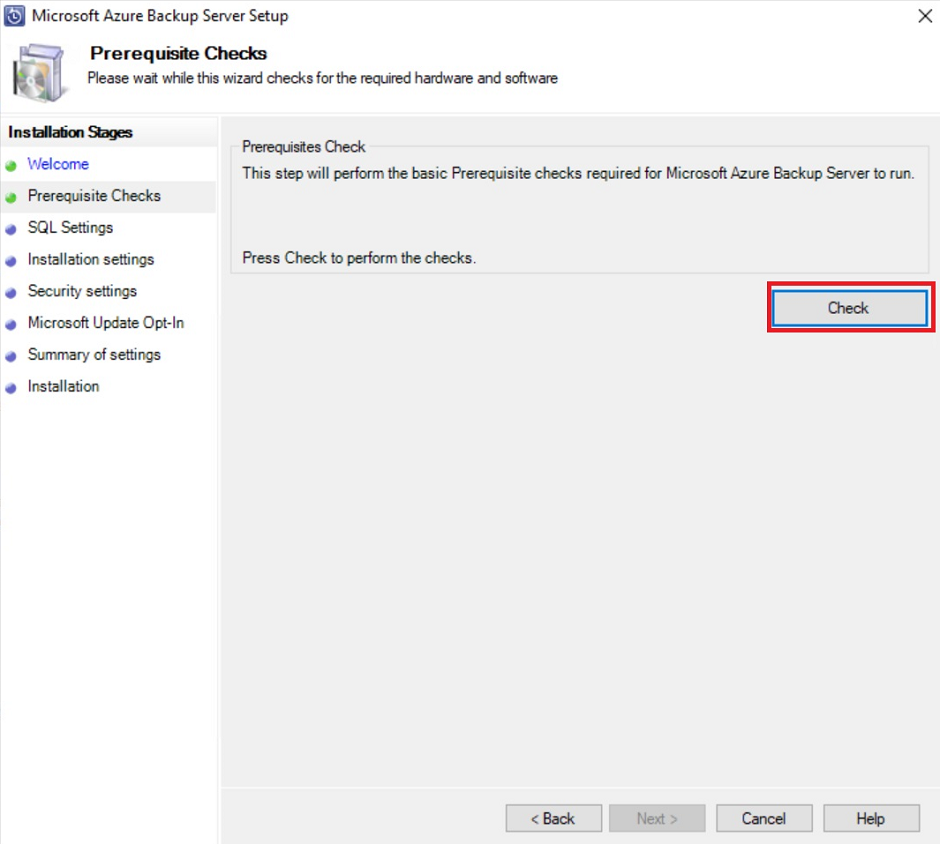 Microsoft Azure Backup Server Setup
Prerequisite Checks
Please wait while this wizard checks for the required hardware and software
Installation Stages
Welcome
Prerequisite Checks
SQL Settings
Installation settings
Security settings
Microsoft Update Opt-In
Summary of settings
Installation
Prerequisites Check
This step will perform the basic Prerequisite checks required for Microsoft Azure Backup Server to run.
Press Check to perform the checks.
Check
< Back
Next >
Cancel
Help